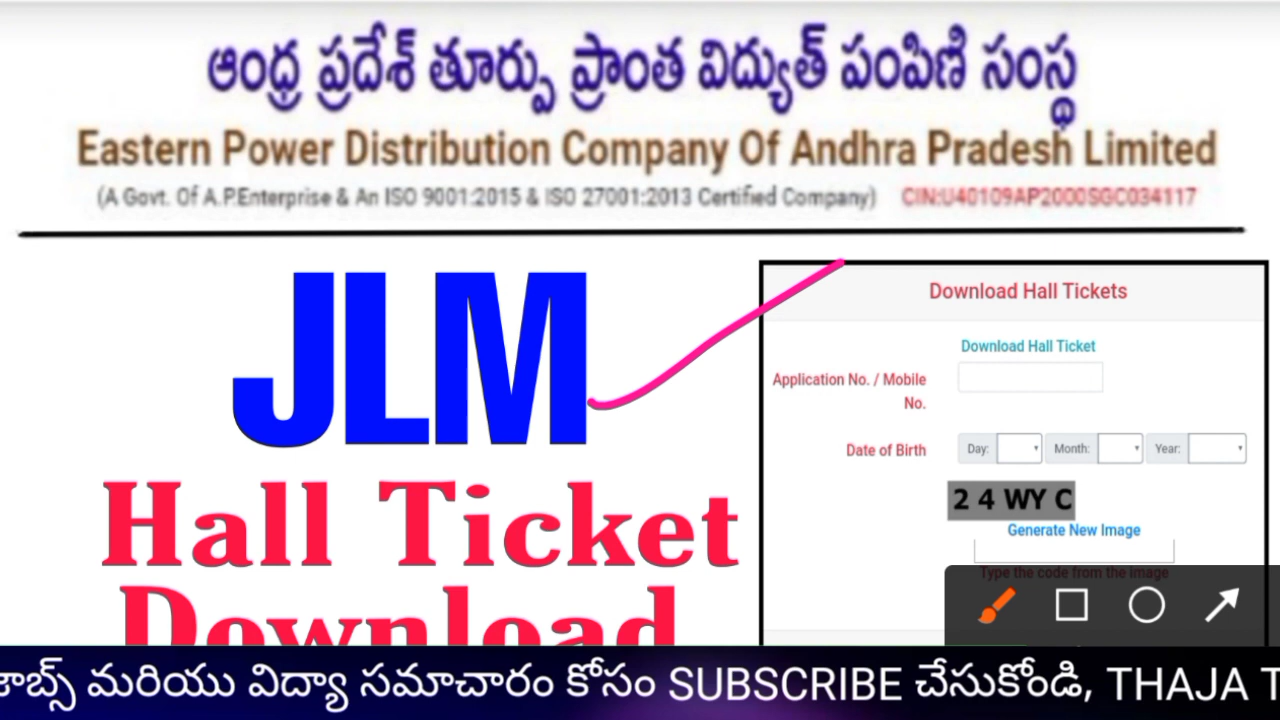 ఆంధ్ర ప్రదేశ్ తూర్పు ప్రాంత విద్యుత్ పంపిణి సంస్థ
Eastern Power Distribution Company Of Andhra Pradesh Limited
(A Govt. Of A.P.Enterprise & An ISO 9001:2015 & ISO 27001:2013 Certified Company) CIN:U40109AP2000SGC034117
JLM
Hall Ticket
Download
Download Hall Tickets
Download Hall Ticket
Application No. / Mobile
No.
Date of Birth Day: Month: Year:
2 4 WY C
Generate New Image
Type the code from the image
మరియు విద్యా సమాచారం కోసం SUBSCRIBE చేసుకోండి, THAJA